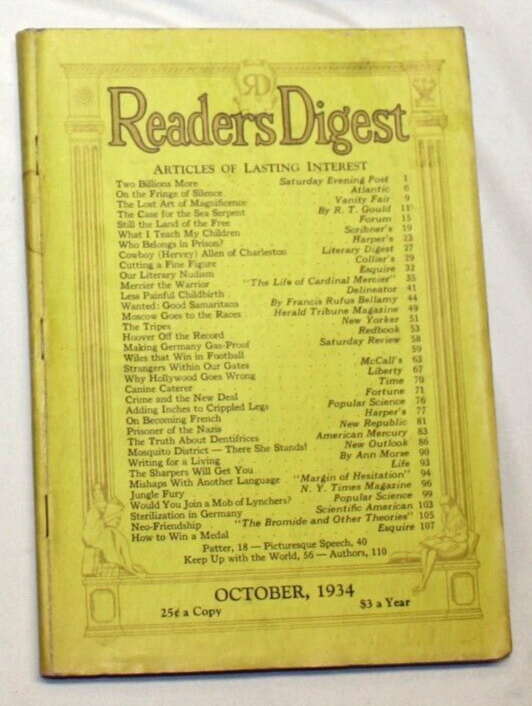 RD
Readers Digest
ARTICLES OF LASTING INTEREST
Two Billions More Saturday Evening Post 1
On the Fringe of Silence Atlantic 6
The Lost Art of Magnificence Vanity Fair 9
The Case for the Sea Serpent By R. T. Gould 11
Still the Land of the Free Forum 15
What I Teach My Children Scribner's 19
Who Belongs in Prison? Harper's 23
Cowboy (Hervey) Allen of Charleston Literary Digest 27
Cutting a Fine Figure Collier's 29
Our Literary Nudism Esquire 32
Mercier the Warrior "The Life of Cardinal Mercier" 35
Less Painful Childbirth Delineator 41
Wanted: Good Samaritans By Francis Rufus Bellamy 44
Moscow Goes to the Races Herald Tribune Magazine 49
The Tripes New Yorker 51
Hoover Off the Record Redbook 53
Making Germany Gas-Proof Saturday Review 58
Wiles that Win in Football 59
Strangers Within Our Gates McCall's 63
Why Hollywood Goes Wrong Liberty 67
Canine Caterer Time 70
Crime and the New Deal Fortune 71
Adding Inches to Crippled Legs Popular Science 76
On Becoming French Harper's 77
Prisoner of the Nazis New Republic 81
The Truth About Dentifrices American Mercury 83
Mosquito District — There She Stands! New Outlook 86
Writing for a Living By Ann Morse 90
The Sharpers Will Get You Life 93
Mishaps With Another Language "Margin of Hesitation" 94
Jungle Fury N. Y. Times Magazine 96
Would You Join a Mob of Lynchers? Popular Science 99
Sterilization in Germany Scientific American 103
Neo-Friendship "The Bromide and Other Theories" 105
How to Win a Medal Esquire 107
Patter, 18 — Picturesque Speech, 40
Keep Up with the World, 56 — Authors, 110
OCTOBER, 1934
25¢ a Copy $3 a Year